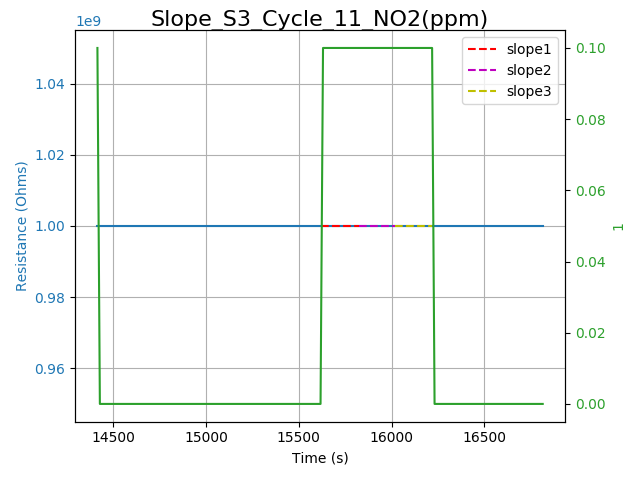 Slope_S3_Cycle_11_NO2(ppm)
1e9
slope1
slope2
slope3
1.04
1.02
1.00
0.98
0.96
Resistance (Ohms)
0.10
0.08
0.06
0.04
0.02
0.00
1
14500 15000 15500 16000 16500
Time (s)